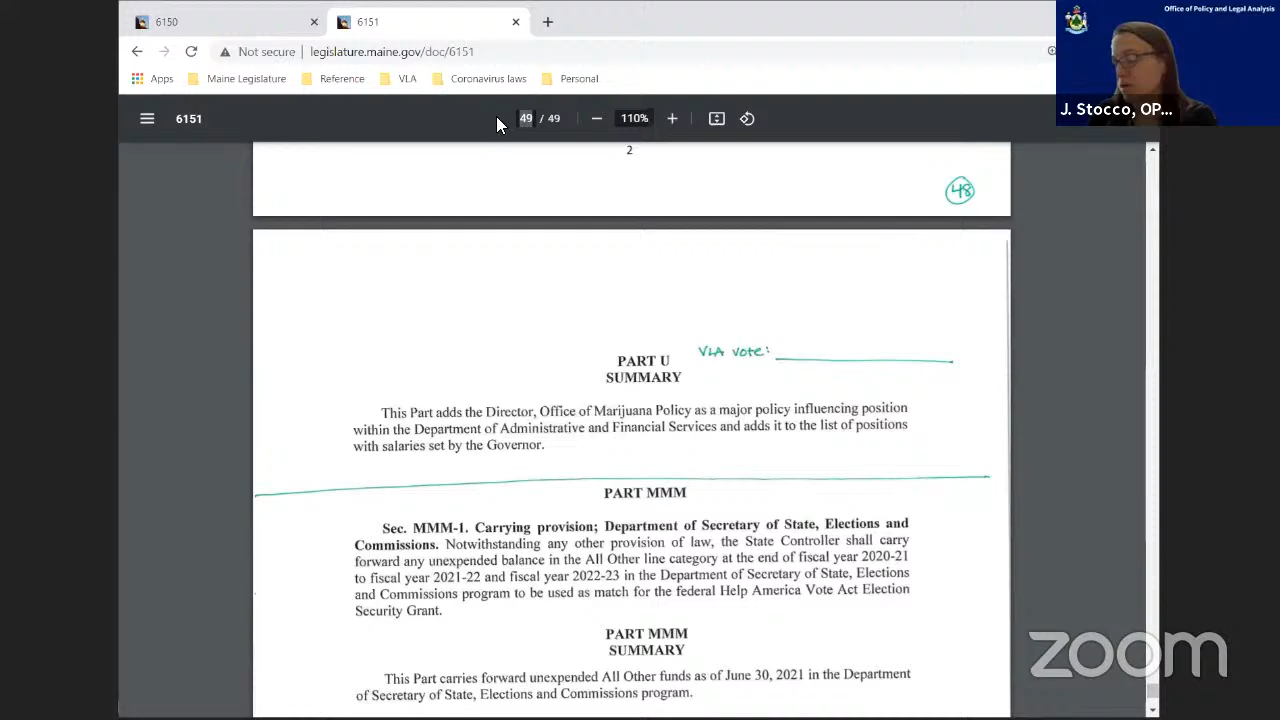 6150
6151
Office of Policy and Legal Analysis
Not secure
legislature.maine.gov/doc/6151
Apps
Maine Legislature
Reference
VLA
Coronavirus laws
Personal
J. Stocco, OP...
6151
49 / 49
110%
2
48
VLA Vote:
PART U
SUMMARY
This Part adds the Director, Office of Marijuana Policy as a major policy influencing position
within the Department of Administrative and Financial Services and adds it to the list of positions
with salaries set by the Governor.
PART MMM
Sec. MMM-1. Carrying provision; Department of Secretary of State, Elections and
Commissions. Notwithstanding any other provision of law, the State Controller shall carry
forward any unexpended balance in the All Other line category at the end of fiscal year 2020-21
to fiscal year 2021-22 and fiscal year 2022-23 in the Department of Secretary of State, Elections
and Commissions program to be used as match for the federal Help America Vote Act Election
Security Grant.
PART MMM
SUMMARY
This Part carries forward unexpended All Other funds as of June 30, 2021 in the Department
of Secretary of State, Elections and Commissions program.
zoom